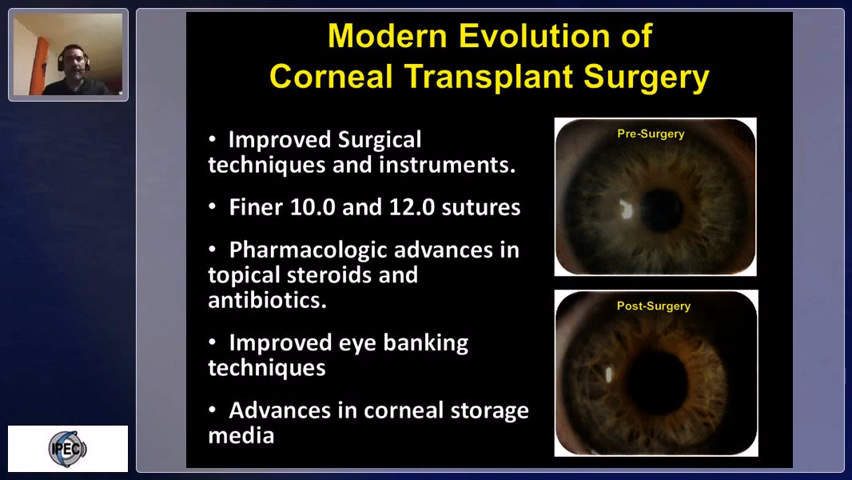 Modern Evolution of
Corneal Transplant Surgery
• Improved Surgical
techniques and instruments.
• Finer 10.0 and 12.0 sutures
• Pharmacologic advances in
topical steroids and
antibiotics.
• Improved eye banking
techniques
• Advances in corneal storage
media
Pre-Surgery
Post-Surgery
IPEC